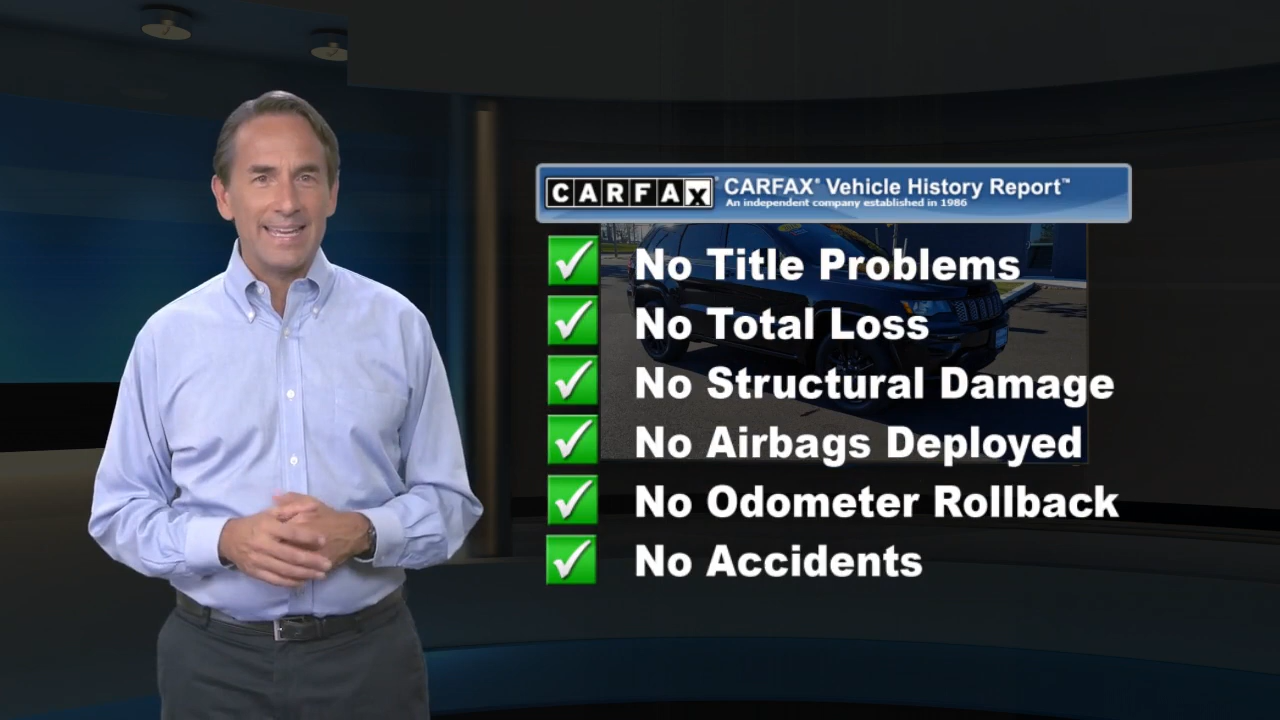 CARFAX
CARFAX® Vehicle History Report™
An independent company established in 1986
No Title Problems
No Total Loss
No Structural Damage
No Airbags Deployed
No Odometer Rollback
No Accidents